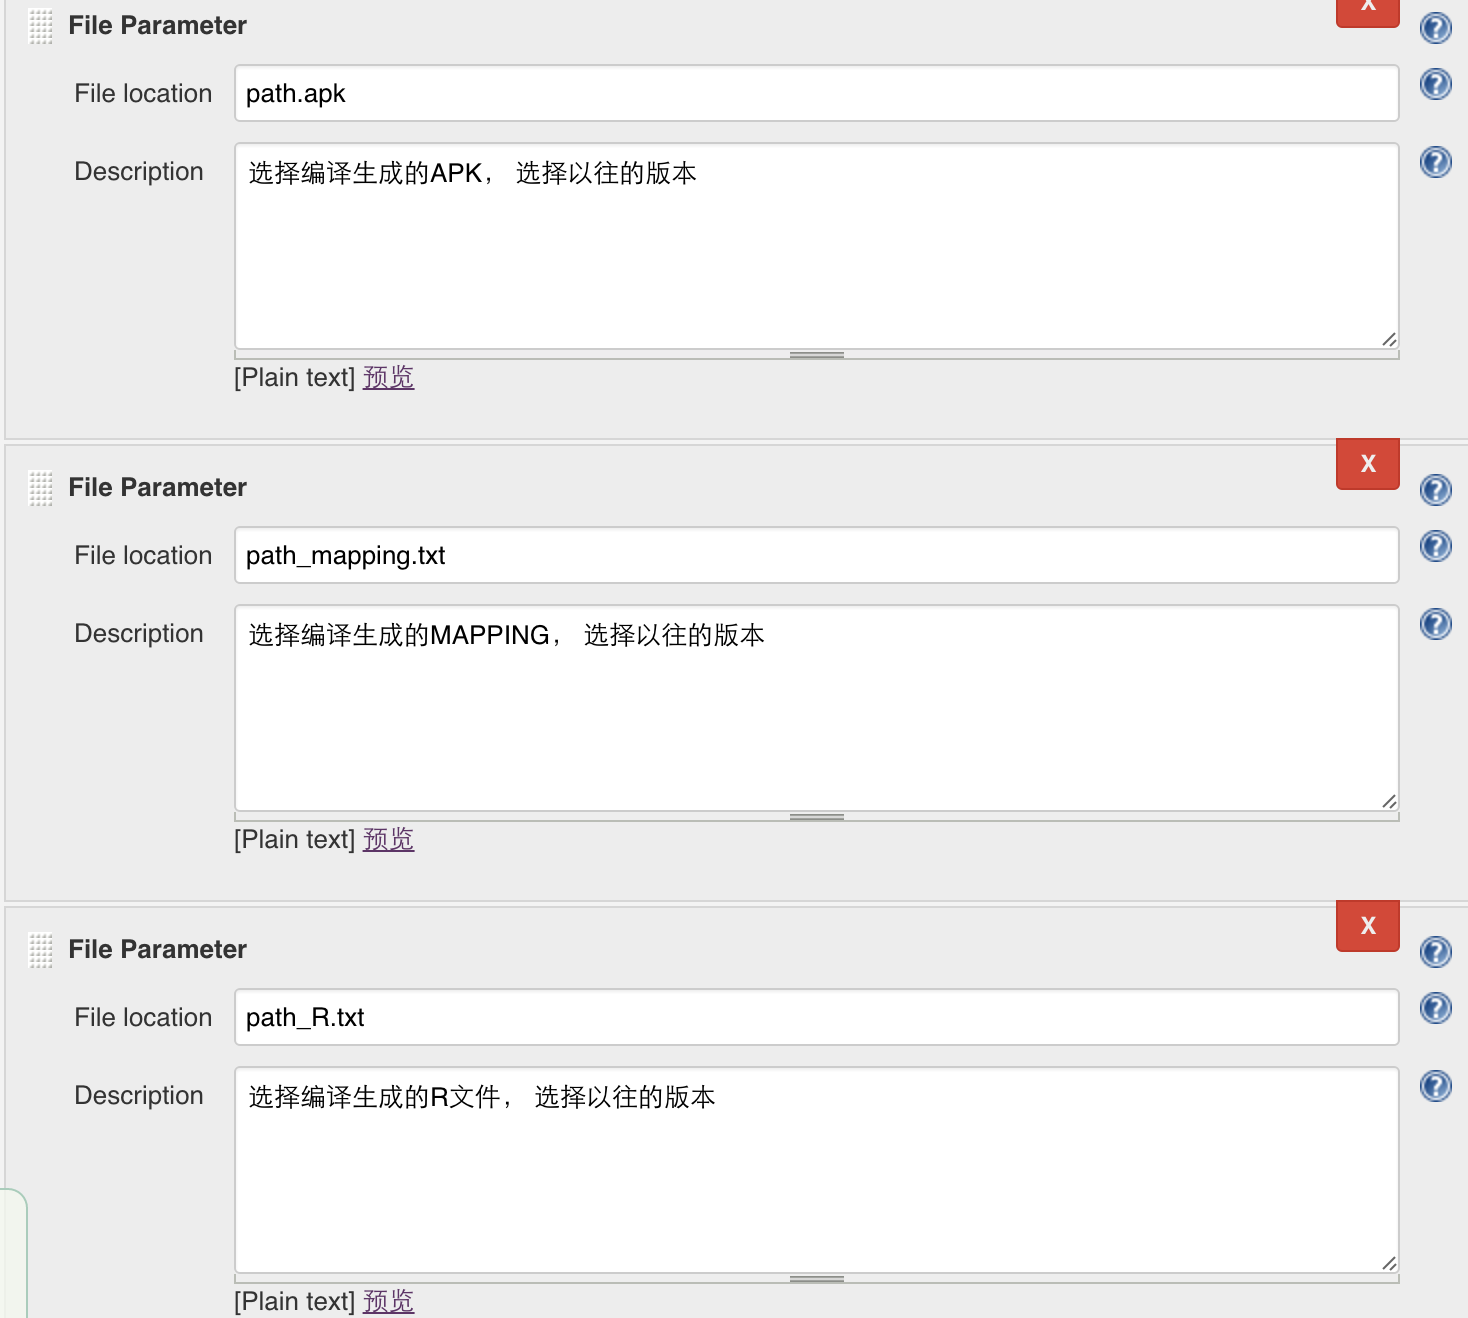 File Parameter
X
File location
path.apk
Description
选择编译生成的APK， 选择以往的版本
[Plain text] 预览
File Parameter
X
File location
path_mapping.txt
Description
选择编译生成的MAPPING， 选择以往的版本
[Plain text] 预览
File Parameter
X
File location
path_R.txt
Description
选择编译生成的R文件， 选择以往的版本
[Plain text] 预览